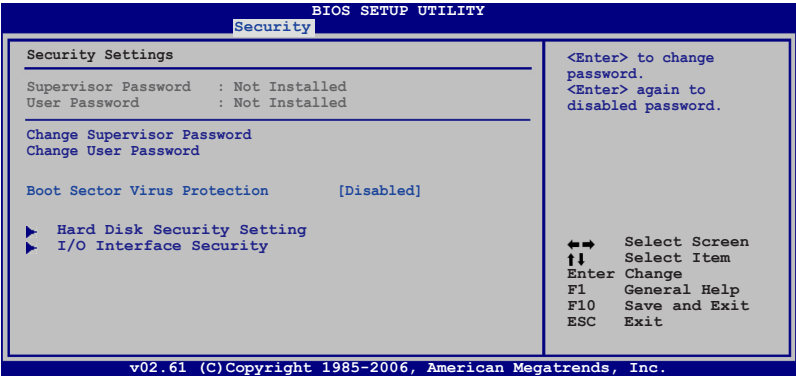 BIOS SETUP UTILITY
Security
Security Settings
Supervisor Password : Not Installed
User Password : Not Installed
Change Supervisor Password
Change User Password
Boot Sector Virus Protection [Disabled]
Hard Disk Security Setting
I/O Interface Security
<Enter> to change
password.
<Enter> again to
disabled password.
Select Screen
Select Item
Enter Change
F1 General Help
F10 Save and Exit
ESC Exit
v02.61 (C)Copyright 1985-2006, American Megatrends, Inc.